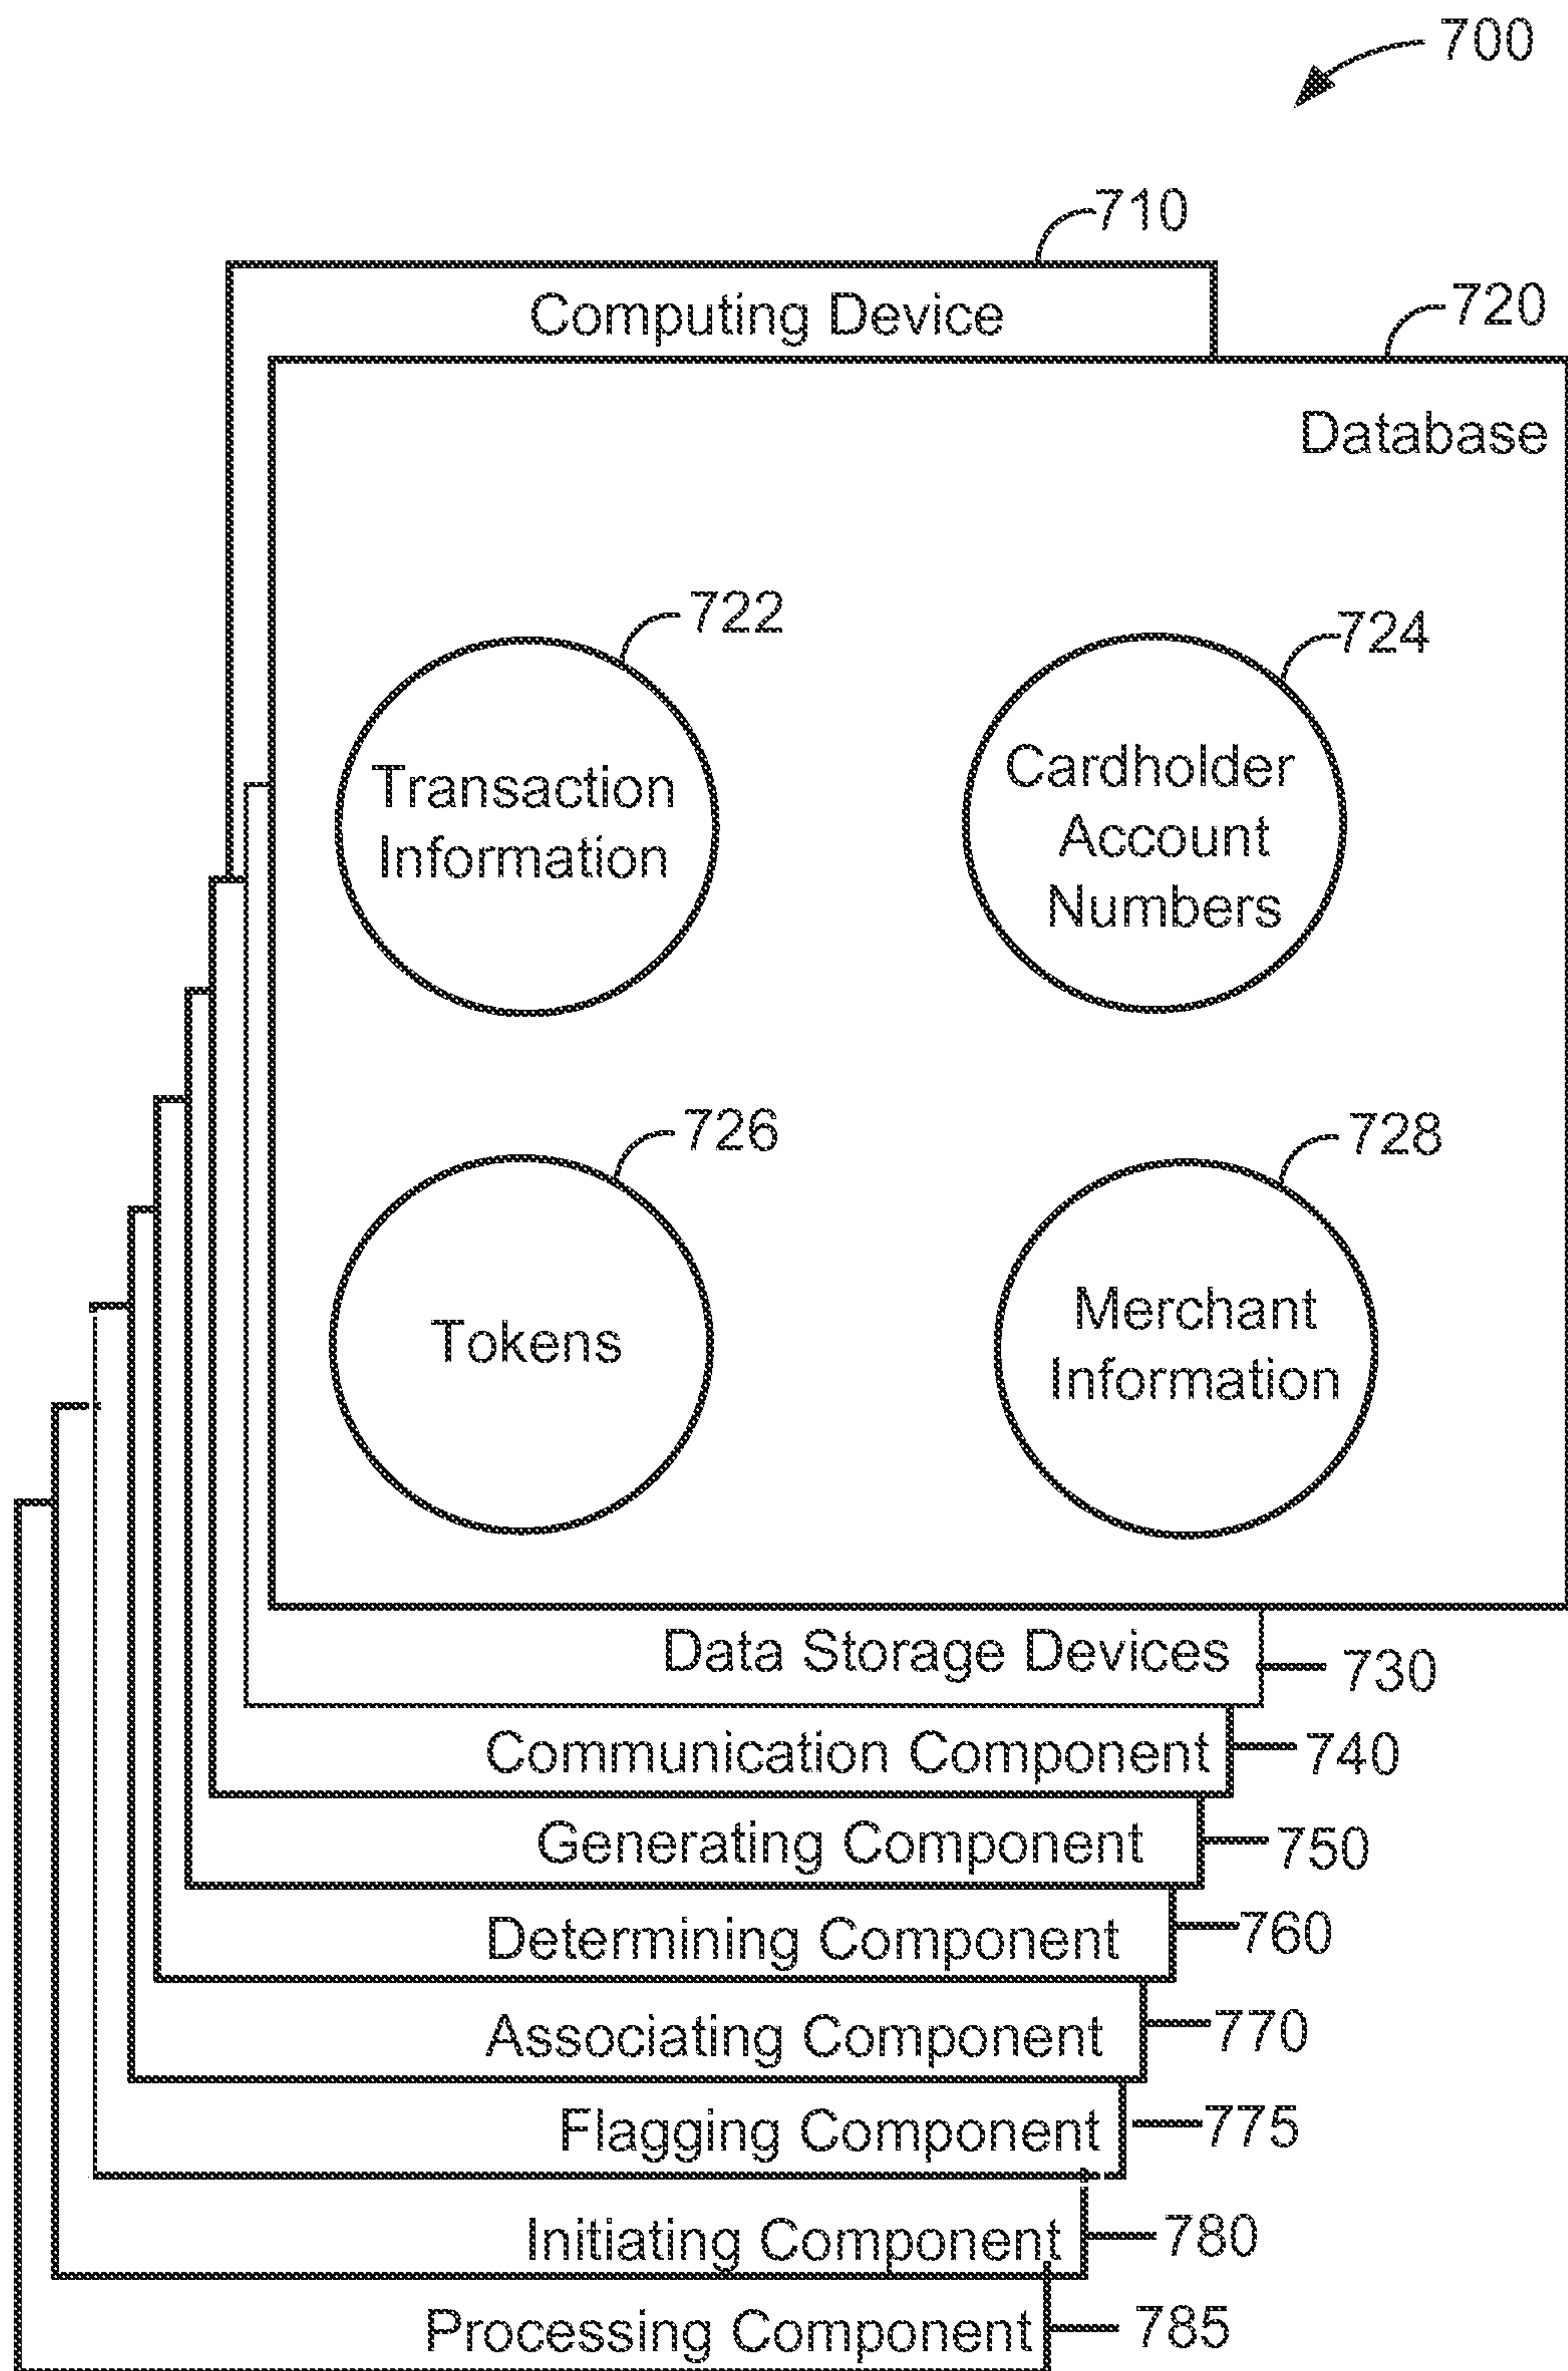 700
710
Computing Device
720
Database
722
Transaction
Information
724
Cardholder
Account
Numbers
726
Tokens
728
Merchant
Information
Data Storage Devices
730
Communication Component
740
Generating Component
750
Determining Component
760
Associating Component
770
Flagging Component
775
Initiating Component
780
Processing Component
785